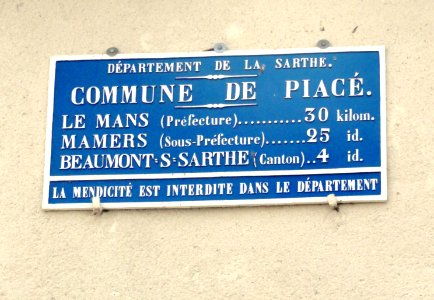 DÉPARTEMENT DE LA SARTHE.
COMMUNE DE PIACÉ.
LE MANS (Préfecture)...........30 kilom.
MAMERS (Sous-Préfecture).......25 id.
BEAUMONT=S=SARTHE (Canton)..4 id.
LA MENDICITÉ EST INTERDITE DANS LE DÉPARTEMENT